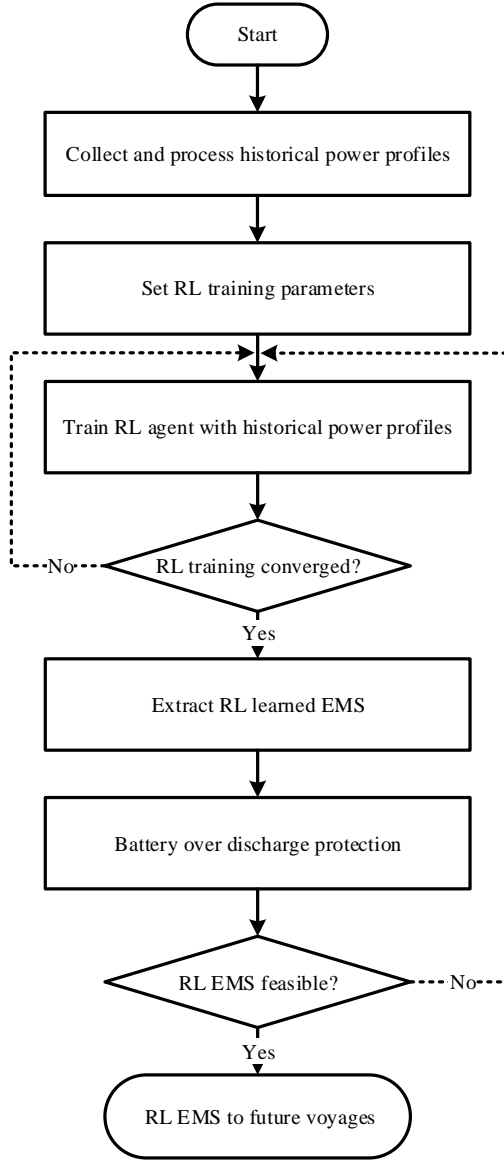 Start
Collect and process historical power profiles
Set RL training parameters
Train RL agent with historical power profiles
RL training converged?
No
Yes
Extract RL learned EMS
Battery over discharge protection
RL EMS feasible?
No
Yes
RL EMS to future voyages